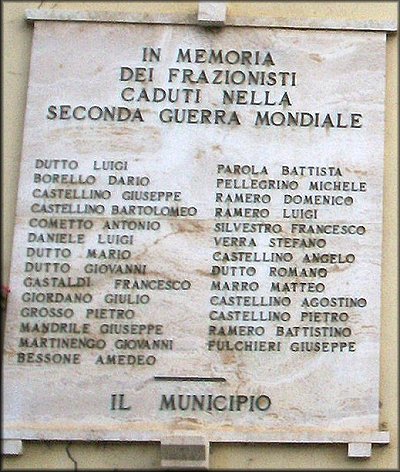 IN MEMORIA
DEI FRAZIONISTI
CADUTI NELLA
SECONDA GUERRA MONDIALE
DUTTO LUIGI
BORELLO DARIO
CASTELLINO GIUSEPPE
CASTELLINO BARTOLOMEO
COMETTO ANTONIO
DANIELE LUIGI
DUTTO MARIO
DUTTO GIOVANNI
GASTALDI FRANCESCO
GIORDANO GIULIO
GROSSO PIETRO
MANDRILE GIUSEPPE
MARTINENGO GIOVANNI
BESSONE AMEDEO
PAROLA BATTISTA
PELLEGRINO MICHELE
RAMERO DOMENICO
RAMERO LUIGI
SILVESTRO FRANCESCO
VERRA STEFANO
CASTELLINO ANGELO
DUTTO ROMANO
MARRO MATTEO
CASTELLINO AGOSTINO
CASTELLINO PIETRO
RAMERO BATTISTINO
FULCHIERI GIUSEPPE
IL MUNICIPIO